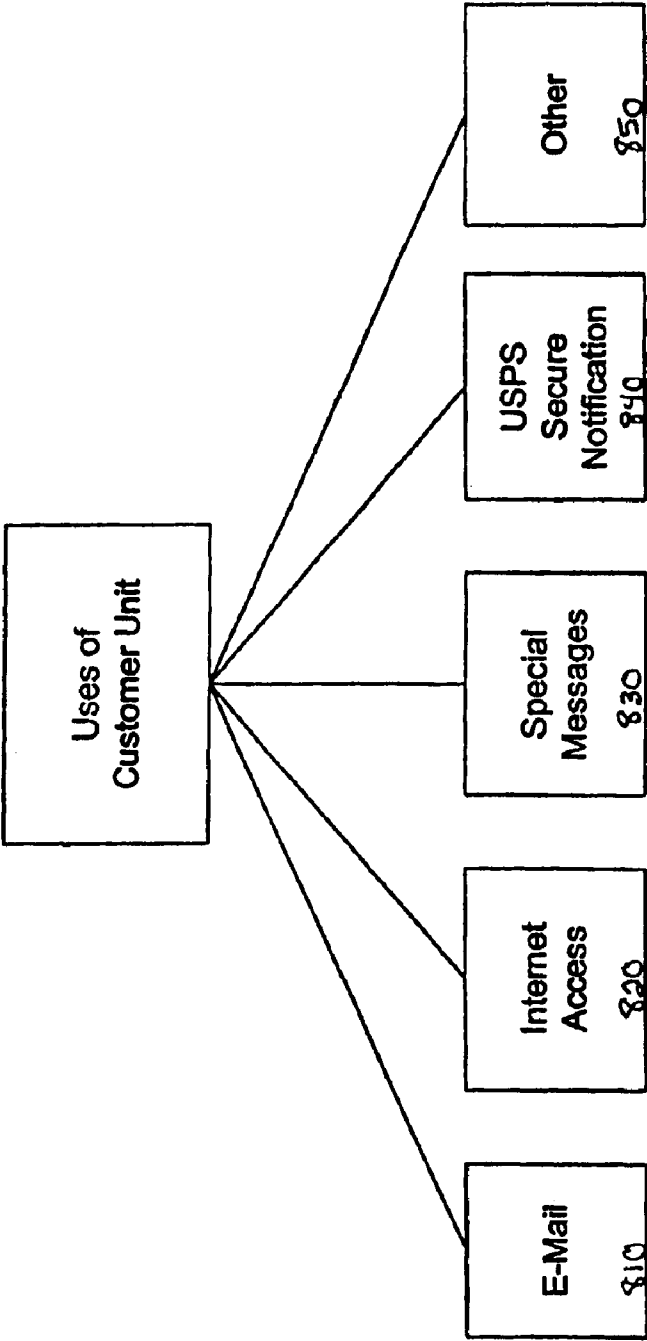 Uses of
Customer Unit
E-Mail
810
Internet
Access
820
Special
Messages
830
USPS
Secure
Notification
840
Other
850